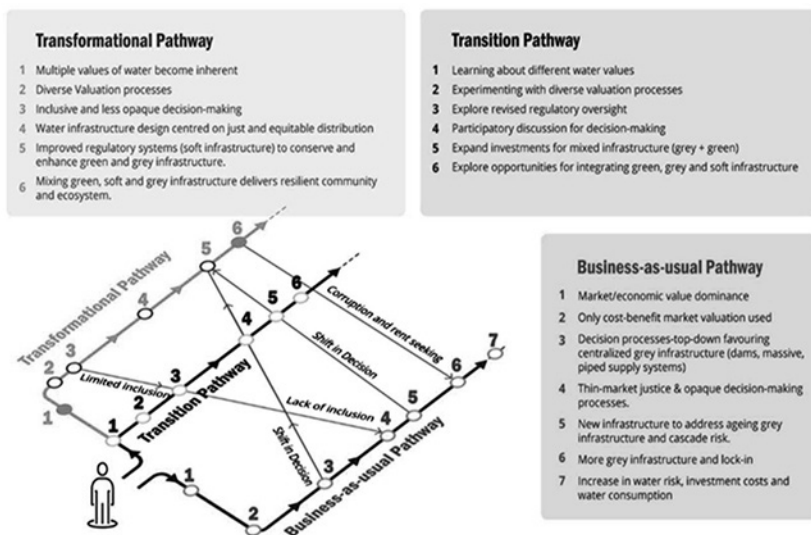 Transformational Pathway
1 Multiple values of water become inherent
2 Diverse Valuation processes
3 Inclusive and less opaque decision-making
4 Water infrastructure design centred on just and equitable distribution
5 Improved regulatory systems (soft infrastructure) to conserve and
enhance green and grey infrastructure.
6 Mixing green, soft and grey infrastructure delivers resilient community
and ecosystem.
Transition Pathway
1 Learning about different water values
2 Experimenting with diverse valuation processes
3 Explore revised regulatory oversight
4 Participatory discussion for decision-making
5 Expand investments for mixed infrastructure (grey + green)
6 Explore opportunities for integrating green, grey and soft infrastructure
Business-as-usual Pathway
1 Market/economic value dominance
2 Only cost-benefit market valuation used
3 Decision processes-top-down favouring
centralized grey infrastructure (dams, massive,
piped supply systems)
4 Thin-market justice & opaque decision-making
processes.
5 New infrastructure to address ageing grey
infrastructure and cascade risk.
6 More grey infrastructure and lock-in
7 Increase in water risk, investment costs and
water consumption
Transformational Pathway
1
2
3
4
5
6
Transition Pathway
1
2
3
4
5
6
Business-as-usual Pathway
1
2
3
4
5
6
7
Limited inclusion
Lack of inclusion
Shift in Decision
Shift in Decision
Corruption and rent seeking